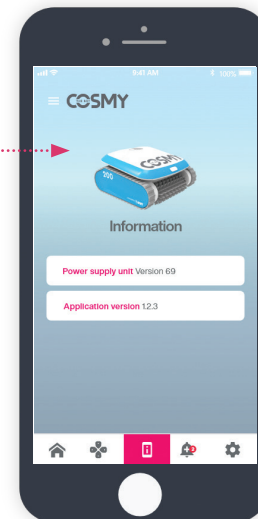 9:41 AM
100%
COSMY
COSMY
200
Information
Power supply unit Version 69
Application version 1.2.3